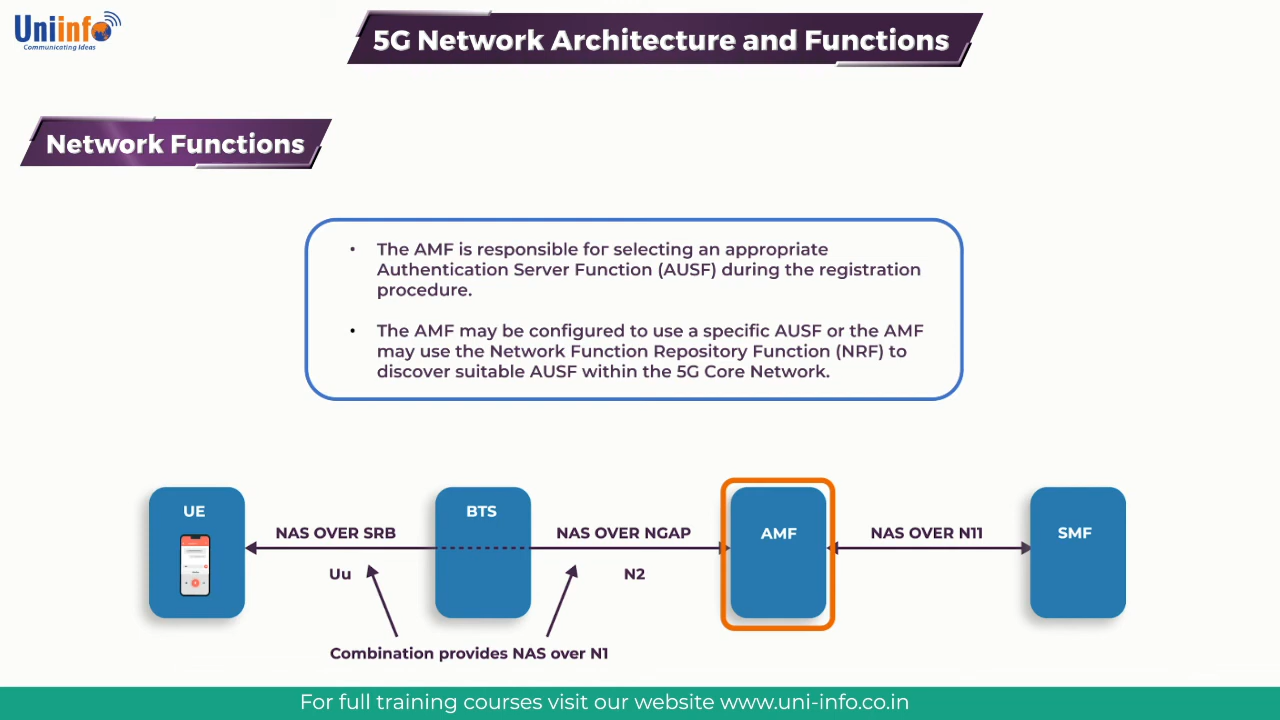 Uniinfo
Communicating Ideas
5G Network Architecture and Functions
Network Functions
• The AMF is responsible for selecting an appropriate
Authentication Server Function (AUSF) during the registration
procedure.
• The AMF may be configured to use a specific AUSF or the AMF
may use the Network Function Repository Function (NRF) to
discover suitable AUSF within the 5G Core Network.
UE
BTS
AMF
SMF
NAS OVER SRB
NAS OVER NGAP
NAS OVER N11
Uu
N2
Combination provides NAS over N1
For full training courses visit our website www.uni-info.co.in